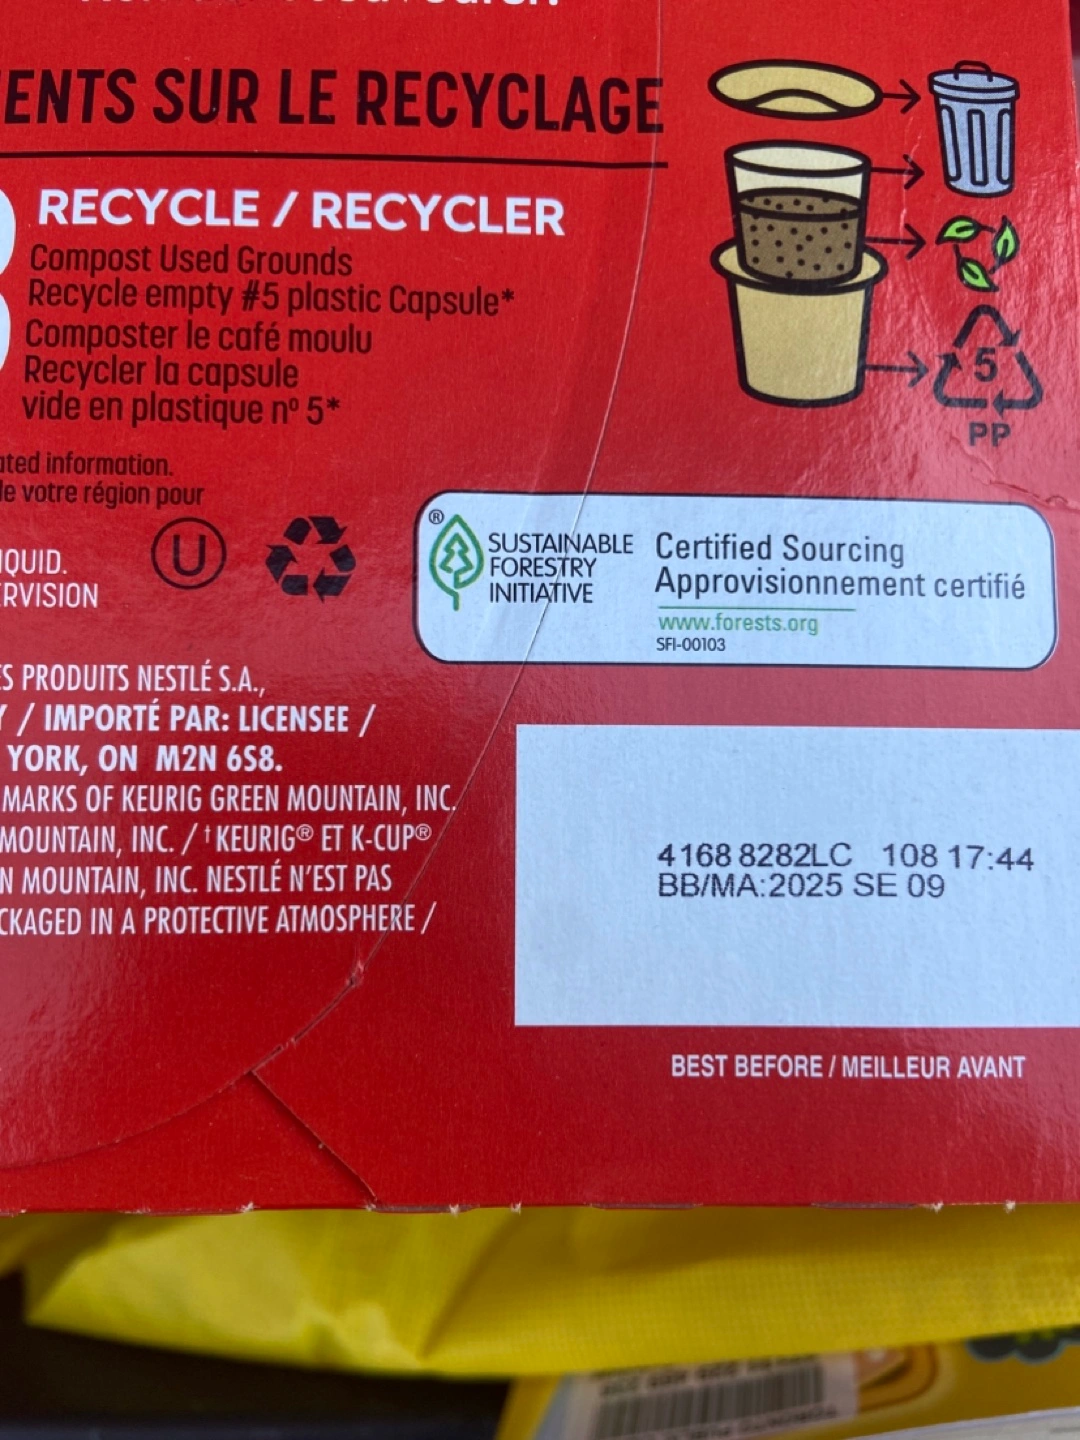 ENTS SUR LE RECYCLAGE
RECYCLE / RECYCLER
Compost Used Grounds
Recycle empty #5 plastic Capsule*
Composter le café moulu
Recycler la capsule
vide en plastique nº 5*
5
PP
ated information.
le votre région pour
IQUID.
RVISION
U
®
SUSTAINABLE
FORESTRY
INITIATIVE
Certified Sourcing
Approvisionnement certifié
www.forests.org
SFI-00103
ES PRODUITS NESTLÉ S.A.,
Y / IMPORTÉ PAR: LICENSEE /
YORK, ON M2N 6S8.
MARKS OF KEURIG GREEN MOUNTAIN, INC.
MOUNTAIN, INC. / †KEURIG® ET K-CUP®
N MOUNTAIN, INC. NESTLÉ N'EST PAS
CKAGED IN A PROTECTIVE ATMOSPHERE /
4168 8282LC 108 17:44
BB/MA:2025 SE 09
BEST BEFORE / MEILLEUR AVANT